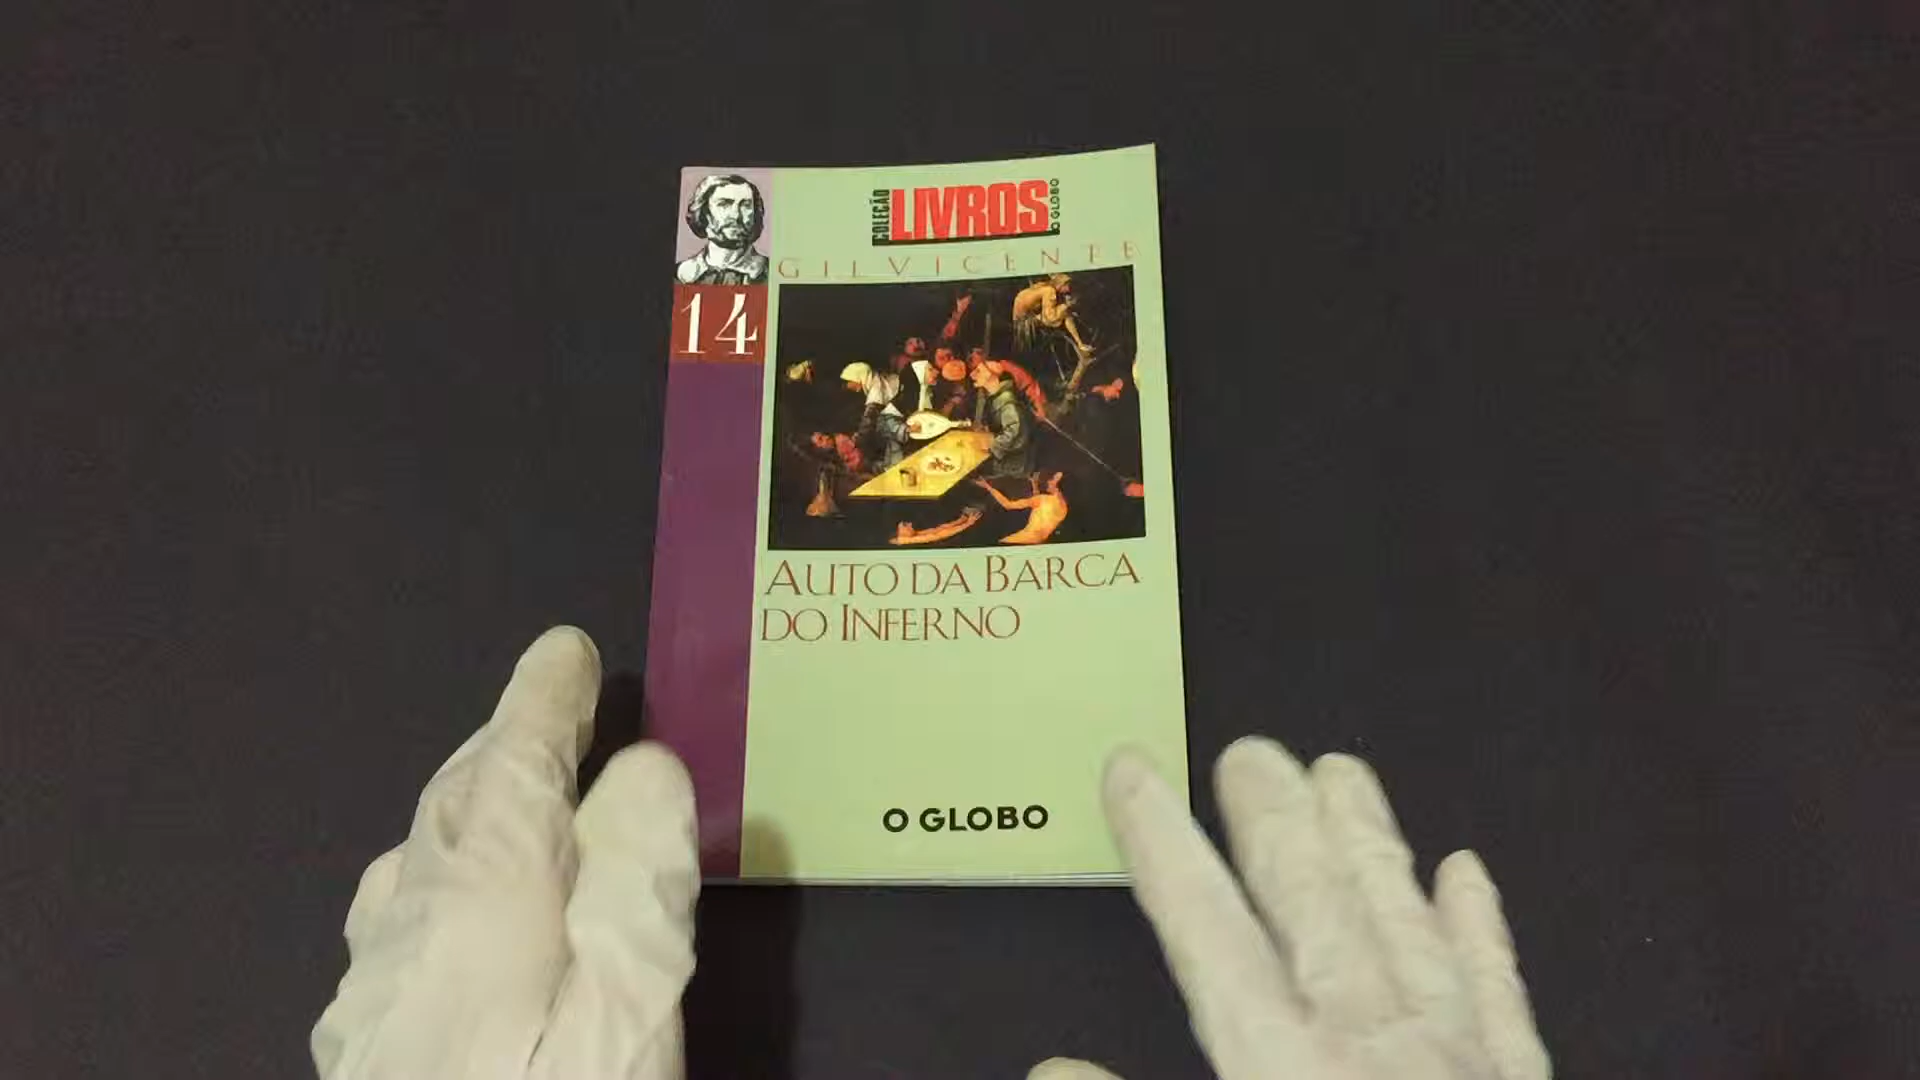 COLEÇÃO
LIVROS
O GLOBO
GIL VICENTE
14
AUTO DA BARCA
DO INFERNO
O GLOBO